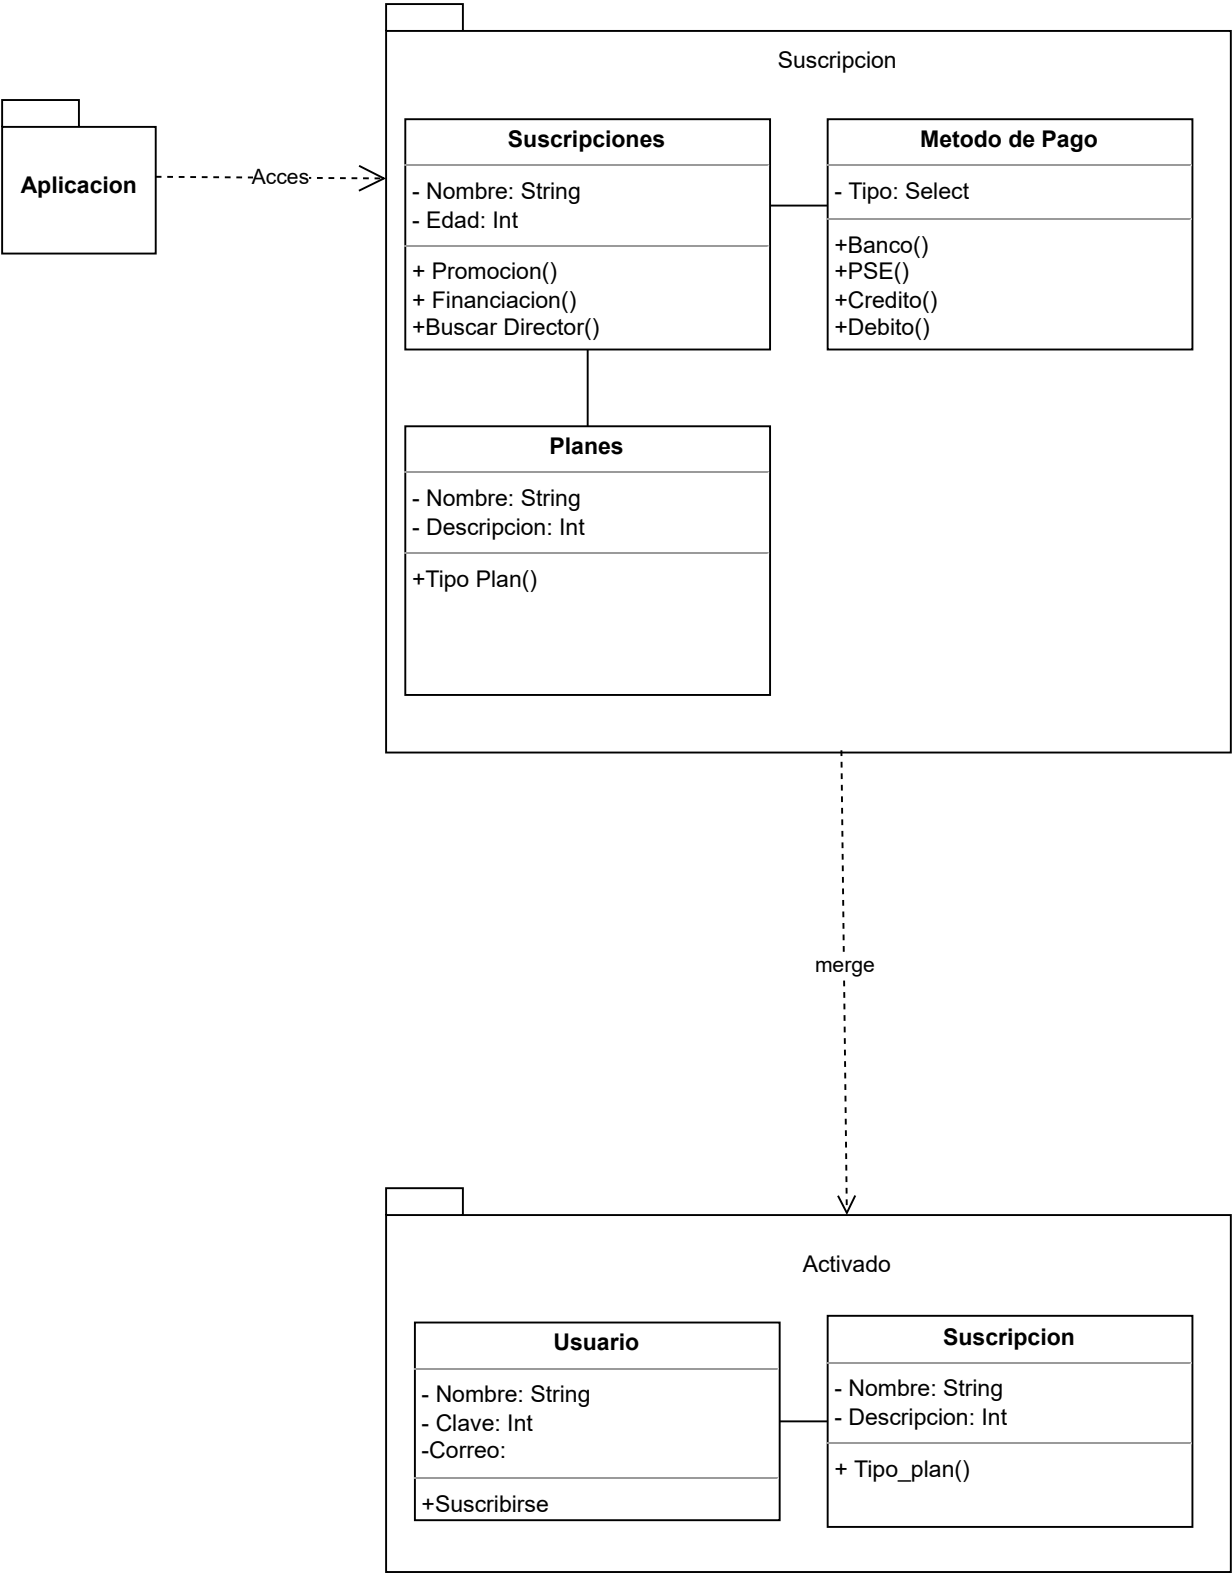 Suscripcion
Aplicacion
Acces
Suscripciones
- Nombre: String
- Edad: Int
+ Promocion()
+ Financiacion()
+Buscar Director()
Metodo de Pago
- Tipo: Select
+Banco()
+PSE()
+Credito()
+Debito()
Planes
- Nombre: String
- Descripcion: Int
+Tipo Plan()
merge
Activado
Usuario
- Nombre: String
- Clave: Int
-Correo:
+Suscribirse
Suscripcion
- Nombre: String
- Descripcion: Int
+ Tipo_plan()